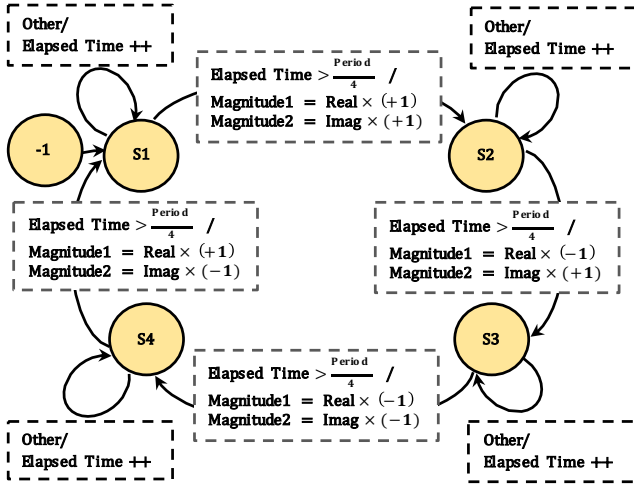 Other/
Elapsed Time ++
Other/
Elapsed Time ++
Elapsed Time > Period/4 /
Magnitude1 = Real × (+1)
Magnitude2 = Imag × (+1)
-1
S1
S2
Elapsed Time > Period/4 /
Magnitude1 = Real × (+1)
Magnitude2 = Imag × (−1)
Elapsed Time > Period/4 /
Magnitude1 = Real × (−1)
Magnitude2 = Imag × (+1)
S4
S3
Elapsed Time > Period/4 /
Magnitude1 = Real × (−1)
Magnitude2 = Imag × (−1)
Other/
Elapsed Time ++
Other/
Elapsed Time ++